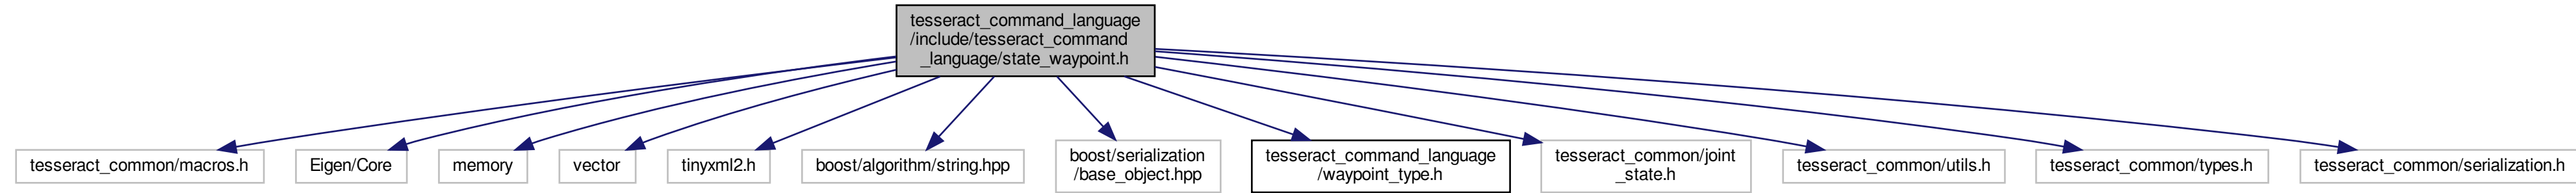 tesseract_command_language
/include/tesseract_command
_language/state_waypoint.h
tesseract_common/macros.h
Eigen/Core
memory
vector
tinyxml2.h
boost/algorithm/string.hpp
boost/serialization
/base_object.hpp
tesseract_command_language
/waypoint_type.h
tesseract_common/joint
_state.h
tesseract_common/utils.h
tesseract_common/types.h
tesseract_common/serialization.h